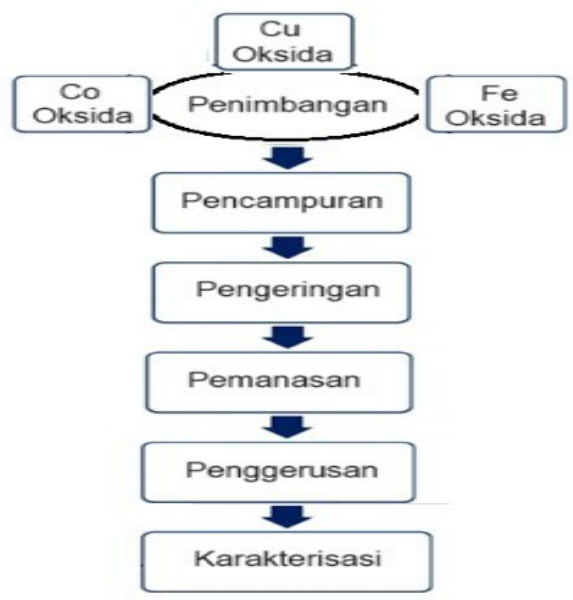 Cu
Oksida
Co
Oksida
Penimbangan
Fe
Oksida
Pencampuran
Pengeringan
Pemanasan
Penggerusan
Karakterisasi